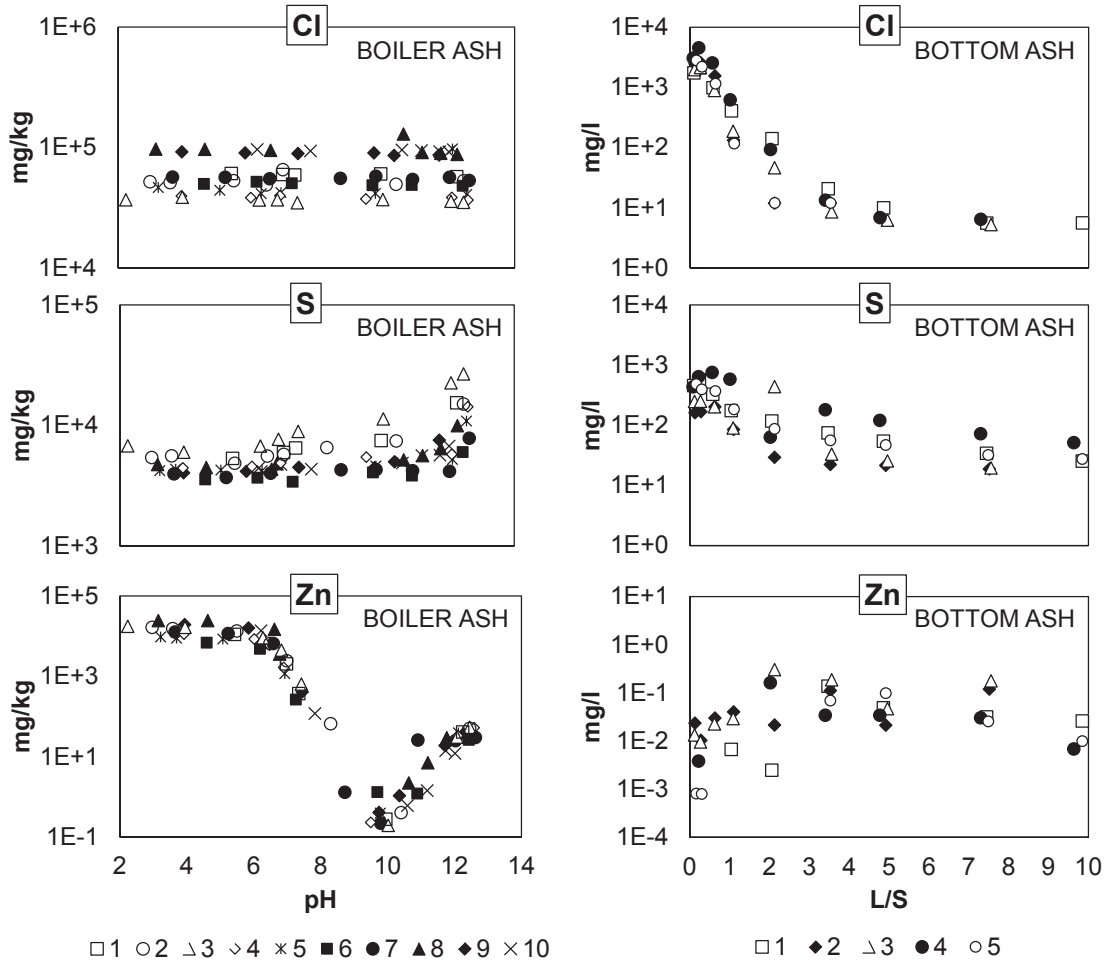 Cl
BOILER ASH
1E+6
1E+5
1E+4
mg/kg
Cl
BOTTOM ASH
1E+4
1E+3
1E+2
1E+1
1E+0
mg/l
S
BOILER ASH
1E+5
1E+4
1E+3
mg/kg
S
BOTTOM ASH
1E+4
1E+3
1E+2
1E+1
1E+0
mg/l
Zn
BOILER ASH
1E+5
1E+3
1E+1
1E-1
mg/kg
2 4 6 8 10 12 14
pH
Zn
BOTTOM ASH
1E+1
1E+0
1E-1
1E-2
1E-3
1E-4
mg/l
0 1 2 3 4 5 6 7 8 9 10
L/S
1 2 3 4 5 6 7 8 9 10
1 2 3 4 5